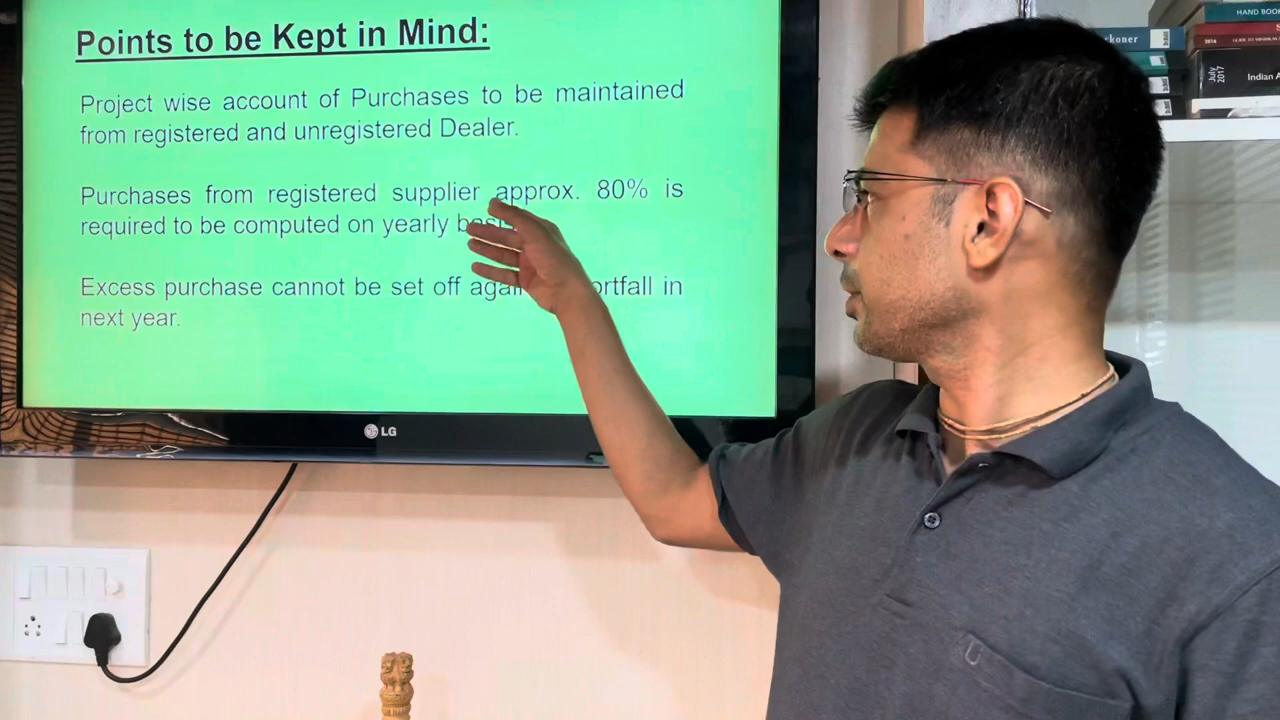 Points to be Kept in Mind:
Project wise account of Purchases to be maintained
from registered and unregistered Dealer.
Purchases from registered supplier approx. 80% is
required to be computed on yearly
Excess purchase cannot be set off in
next year.
LG
HAND BOOK
2016
July
2017
Indian A
U